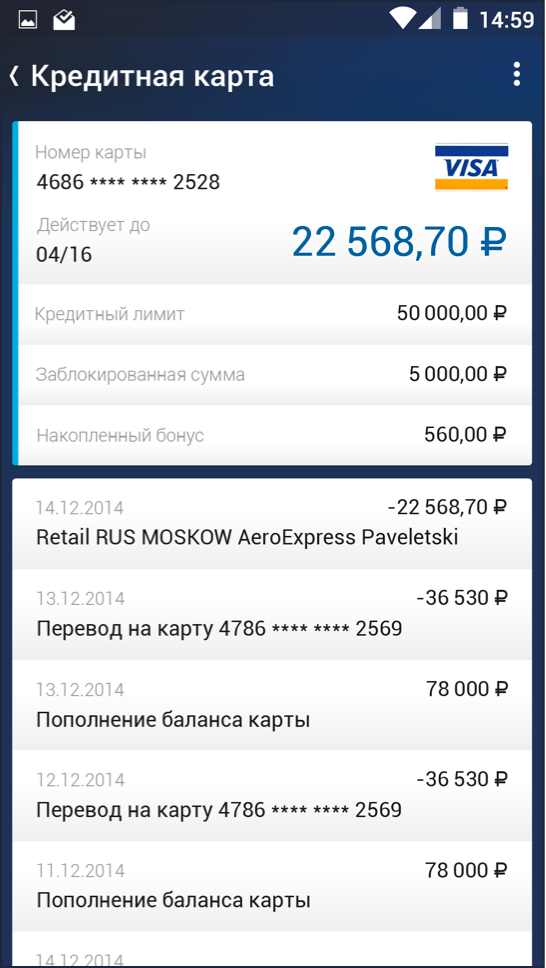 14:59
Кредитная карта
Номер карты
VISA
4686 **** **** 2528
Действует до
04/16
22 568,70 ₽
Кредитный лимит
50 000,00 ₽
Заблокированная сумма
5 000,00 ₽
Накопленный бонус
560,00 ₽
14.12.2014
-22 568,70 ₽
Retail RUS MOSKOW AeroExpress Paveletski
13.12.2014
-36 530 ₽
Перевод на карту 4786 **** **** 2569
13.12.2014
78 000 ₽
Пополнение баланса карты
12.12.2014
-36 530 ₽
Перевод на карту 4786 **** **** 2569
11.12.2014
78 000 ₽
Пополнение баланса карты
14.12.2014